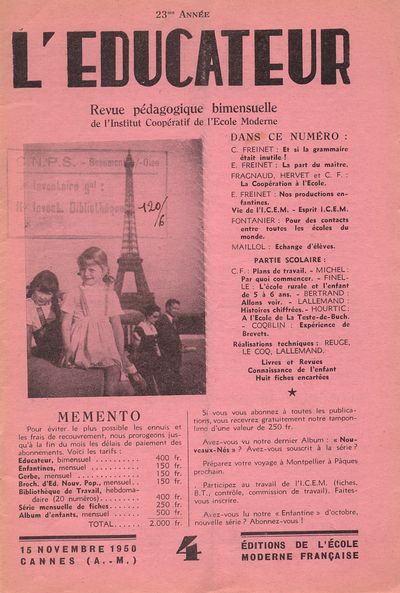 23me ANNÉE
L'EDUCATEUR
Revue pédagogique bimensuelle
de l'Institut Coopératif de l'Ecole Moderne
C.N.P.S. - Beaumont s/-Oise
Inventaire gal :
Invent. Bibliothèque
120/6
DANS CE NUMÉRO :
C. FREINET : Et si la grammaire
était inutile !
E. FREINET : La part du maître.
FRAGNAUD, HERVET et C. F. :
La Coopération à l'Ecole.
E. FREINET : Nos productions en-
fantines.
Vie de l'I.C.E.M. - Esprit I.C.E.M.
FONTANIER : Pour des contacts
entre toutes les écoles du
monde.
MAILLOL : Echange d'élèves.
PARTIE SCOLAIRE :
C.F. : Plans de travail. - MICHEL :
Par quoi commencer. - FINEL-
LE : L'école rurale et l'enfant
de 5 à 6 ans. - BERTRAND :
Allons voir. - LALLEMAND :
Histoires chiffrées. - HOURTIC :
A l'Ecole de La Teste-de-Buch.
- COQBLIN : Expérience de
Brevets.
Réalisations techniques : REUGE,
LE COQ, LALLEMAND.
Livres et Revues
Connaissance de l'enfant
Huit fiches encartées
★
MEMENTO
Pour éviter le plus possible les ennuis et
les frais de recouvrement, nous prorogeons jus-
qu'à la fin du mois les délais de paiement des
abonnements. Voici les tarifs :
Educateur, bimensuel ........ 400 fr.
Enfantines, mensuel ........ 150 fr.
Gerbe, mensuel ........ 150 fr.
Broch. d'Ed. Nouv. Pop., mensuel.. 150 fr.
Bibliothèque de Travail, hebdoma-
daire (20 numéros) ........ 400 fr.
Série mensuelle de fiches........ 250 fr.
Album d'enfants, mensuel ...... 500 fr.
TOTAL...... 2.000 fr.
Si vous vous abonnez à toutes les publica-
tions, vous recevrez gratuitement notre tampon-
lime d'une valeur de 250 fr.
Avez-vous vu notre dernier Album : « Nou-
veaux-Nés » ? Avez-vous souscrit à la série ?
Préparez votre voyage à Montpellier à Pâques
prochain.
Participez au travail de l'I.C.E.M. (fiches,
B.T., contrôle, commission de travail). Faites-
vous inscrire.
Avez-vous lu notre « Enfantine » d'octobre,
nouvelle série ? Abonnez-vous !
15 NOVEMBRE 1950
CANNES (A.-M.)
4
ÉDITIONS DE L'ÉCOLE
MODERNE FRANÇAISE